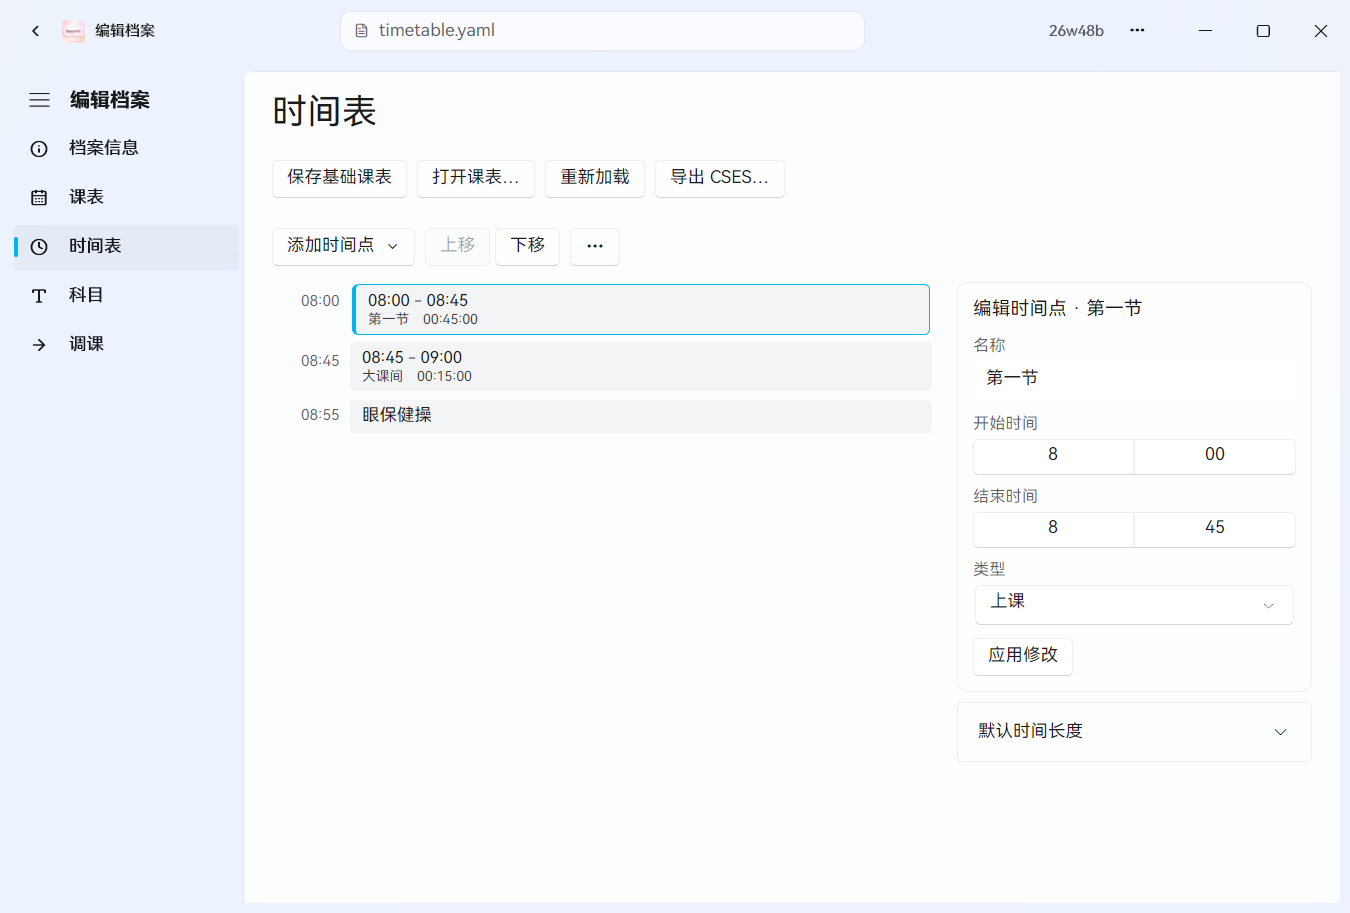 编辑档案
timetable.yaml
26w48b
编辑档案
档案信息
课表
时间表
科目
调课
时间表
保存基础课表
打开课表...
重新加载
导出 CSES...
添加时间点
上移
下移
08:00
08:00 - 08:45
第一节 00:45:00
08:45
08:45 - 09:00
大课间 00:15:00
08:55
眼保健操
编辑时间点 · 第一节
名称
第一节
开始时间
8 00
结束时间
8 45
类型
上课
应用修改
默认时间长度